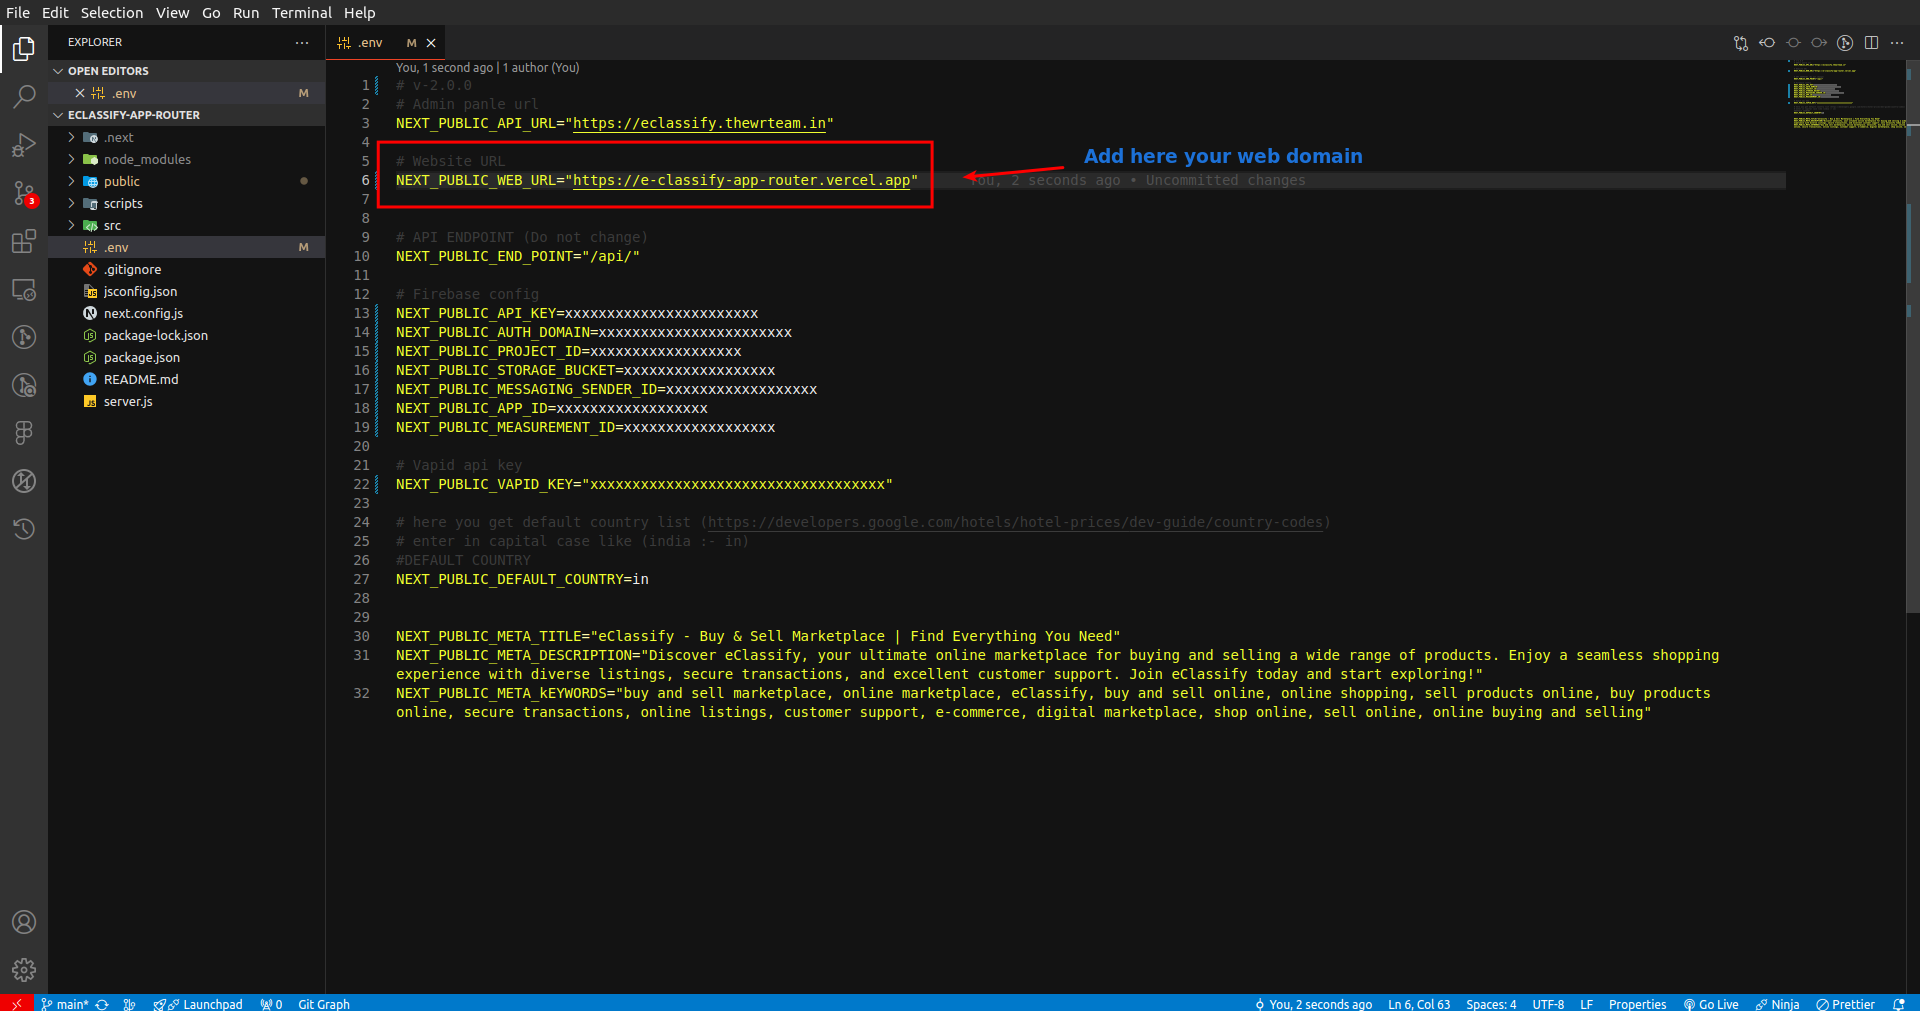 File Edit Selection View Go Run Terminal Help
EXPLORER
OPEN EDITORS
.env M
ECLASSIFY-APP-ROUTER
.next
node_modules
public
scripts
src
.env M
.gitignore
jsconfig.json
next.config.js
package-lock.json
package.json
README.md
server.js
3
.env M
You, 1 second ago | 1 author (You)
1 # v-2.0.0
2 # Admin panle url
3 NEXT_PUBLIC_API_URL="https://eclassify.thewrteam.in"
4
5 # Website URL
Add here your web domain
6 NEXT_PUBLIC_WEB_URL="https://e-classify-app-router.vercel.app" You, 2 seconds ago • Uncommitted changes
7
8
9 # API ENDPOINT (Do not change)
10 NEXT_PUBLIC_END_POINT="/api/"
11
12 # Firebase config
13 NEXT_PUBLIC_API_KEY=xxxxxxxxxxxxxxxxxxxxxxx
14 NEXT_PUBLIC_AUTH_DOMAIN=xxxxxxxxxxxxxxxxxxxxxxx
15 NEXT_PUBLIC_PROJECT_ID=xxxxxxxxxxxxxxxxxx
16 NEXT_PUBLIC_STORAGE_BUCKET=xxxxxxxxxxxxxxxxxx
17 NEXT_PUBLIC_MESSAGING_SENDER_ID=xxxxxxxxxxxxxxxxxx
18 NEXT_PUBLIC_APP_ID=xxxxxxxxxxxxxxxxxx
19 NEXT_PUBLIC_MEASUREMENT_ID=xxxxxxxxxxxxxxxxxx
20
21 # Vapid api key
22 NEXT_PUBLIC_VAPID_KEY="xxxxxxxxxxxxxxxxxxxxxxxxxxxxxxxxxxx"
23
24 # here you get default country list (https://developers.google.com/hotels/hotel-prices/dev-guide/country-codes)
25 # enter in capital case like (india :- in)
26 #DEFAULT COUNTRY
27 NEXT_PUBLIC_DEFAULT_COUNTRY=in
28
29
30 NEXT_PUBLIC_META_TITLE="eClassify - Buy & Sell Marketplace | Find Everything You Need"
31 NEXT_PUBLIC_META_DESCRIPTION="Discover eClassify, your ultimate online marketplace for buying and selling a wide range of products. Enjoy a seamless shopping
experience with diverse listings, secure transactions, and excellent customer support. Join eClassify today and start exploring!"
32 NEXT_PUBLIC_META_kEYWORDS="buy and sell marketplace, online marketplace, eClassify, buy and sell online, online shopping, sell products online, buy products
online, secure transactions, online listings, customer support, e-commerce, digital marketplace, shop online, sell online, online buying and selling"
main* Launchpad 0 Git Graph You, 2 seconds ago Ln 6, Col 63 Spaces: 4 UTF-8 LF Properties Go Live Ninja Prettier